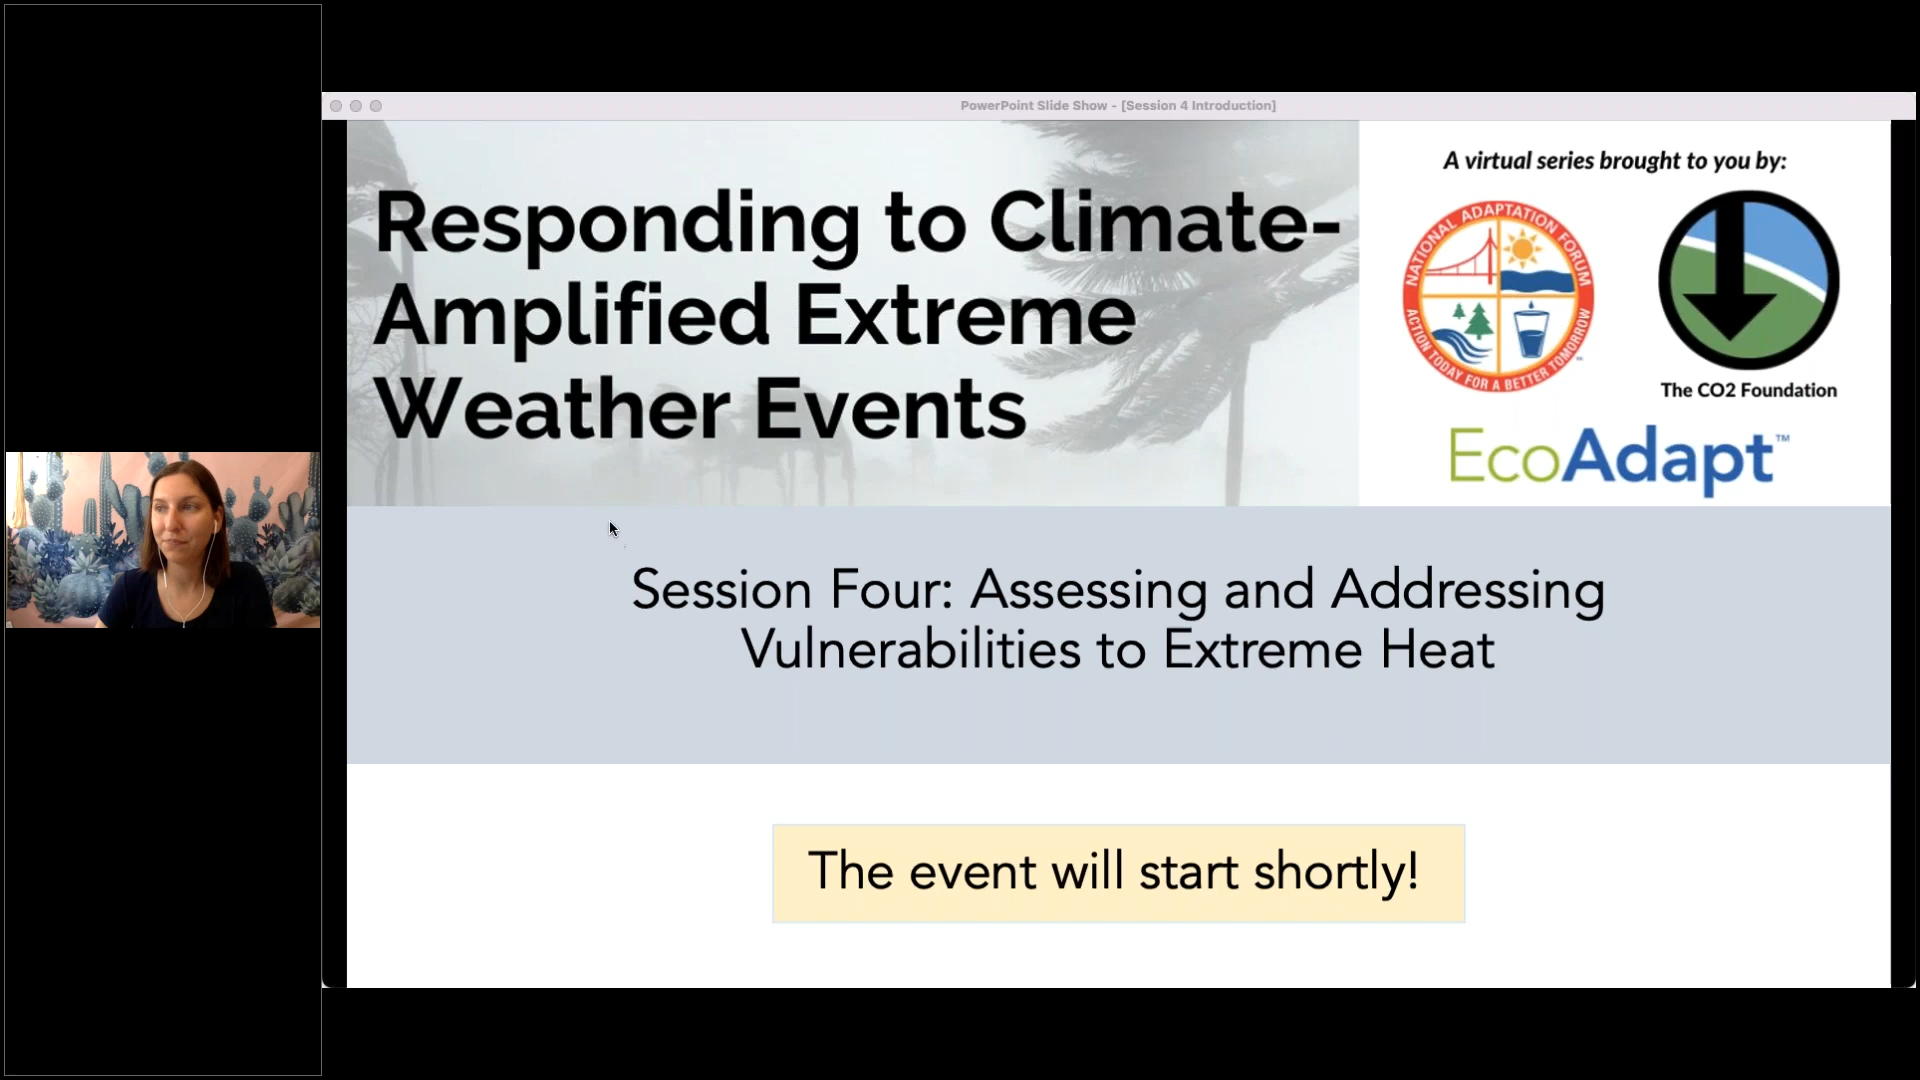 PowerPoint Slide Show - [Session 4 Introduction]
Responding to Climate-
Amplified Extreme
Weather Events
A virtual series brought to you by:
NATIONAL ADAPTATION FORUM
ACTION TODAY FOR A BETTER TOMORROW
The CO2 Foundation
EcoAdapt™
Session Four: Assessing and Addressing
Vulnerabilities to Extreme Heat
The event will start shortly!